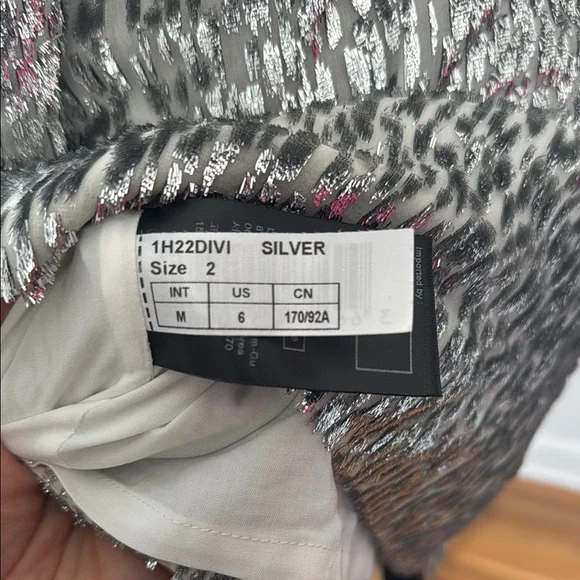 1H22DIVI SILVER
Size 2
INT US CN
M 6 170/92A
Imported by: